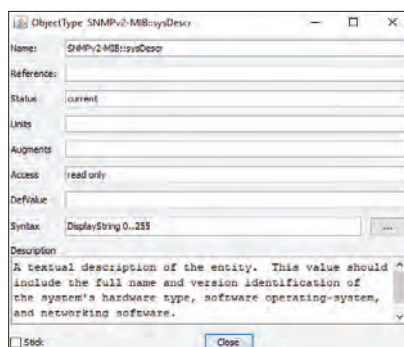 ObjectType SNMPv2-MIB::sysDescr
Name: SNMPv2-MIB::sysDescr
Reference:
Status current
Units
Augments
Access read only
DefValue
Syntax DisplayString 0..255 ...
Description
A textual description of the entity. This value should
include the full name and version identification of
the system's hardware type, software operating-system,
and networking software.
Stick Close